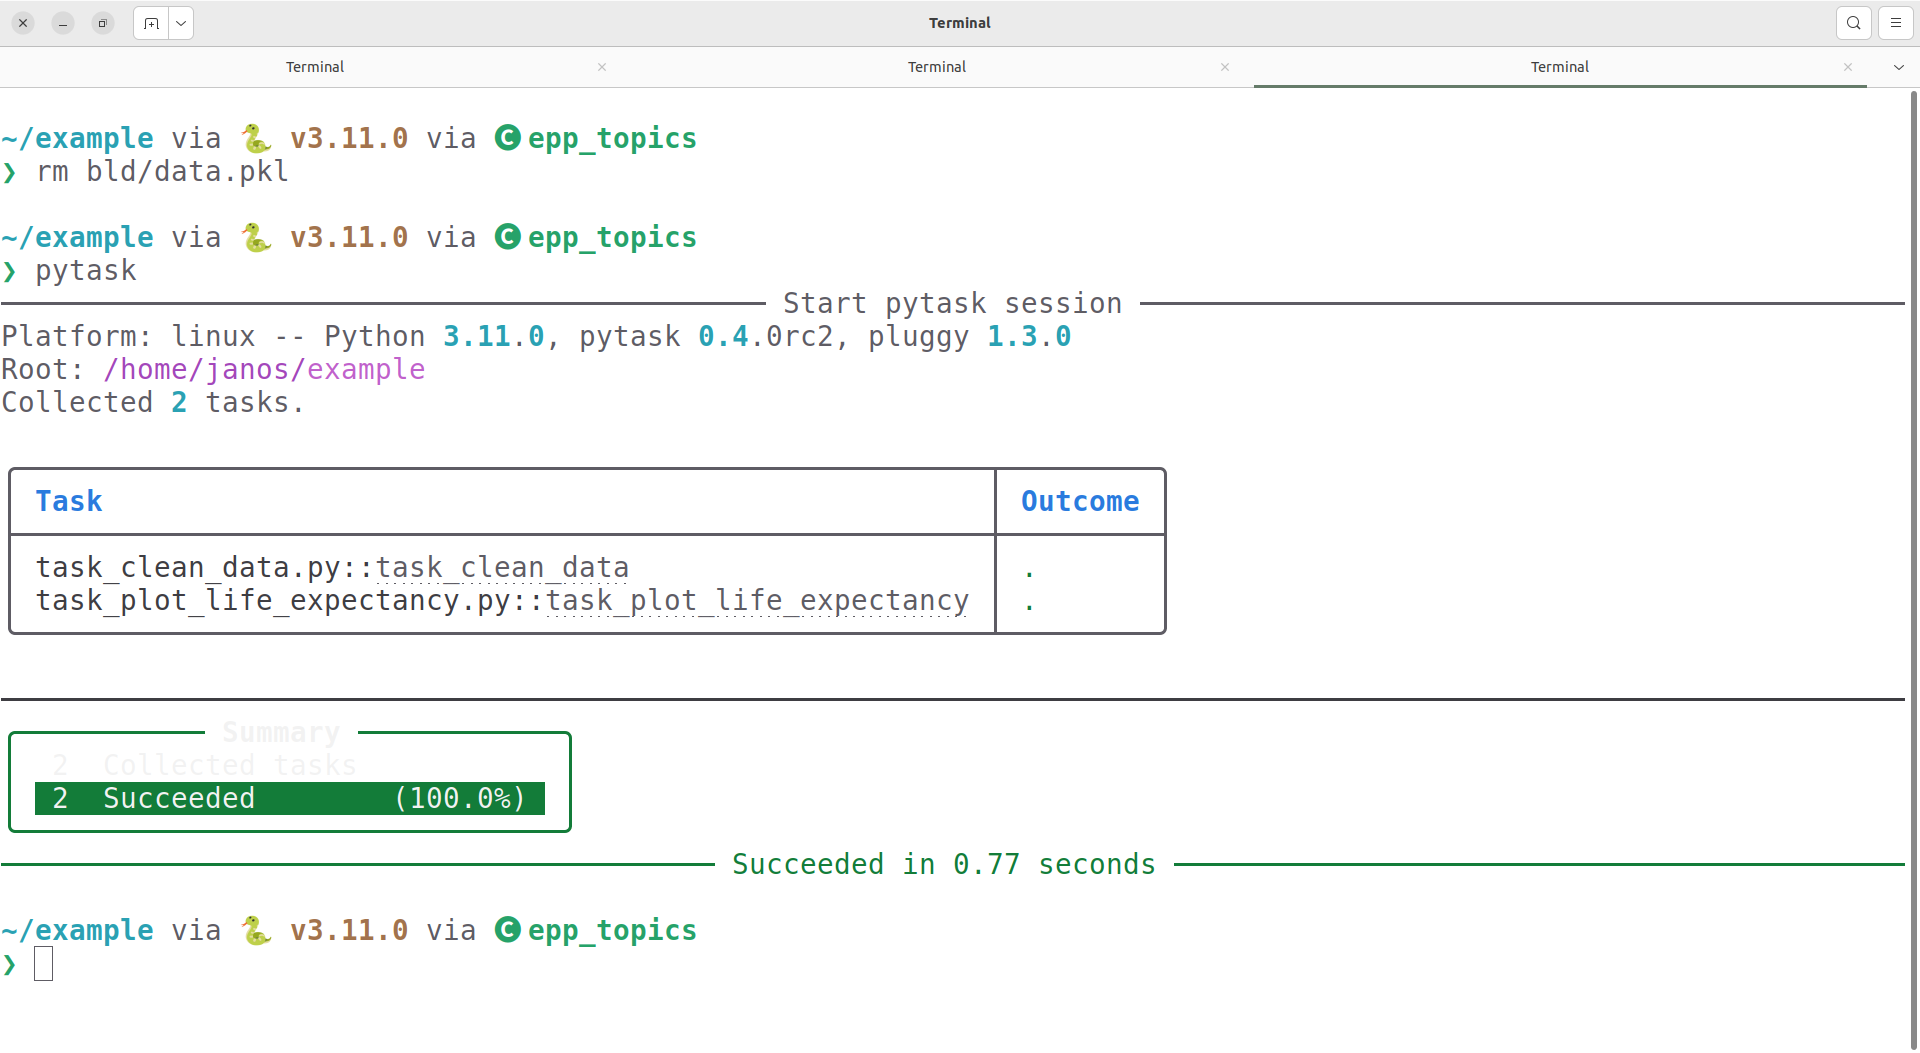 Terminal
Terminal
Terminal
Terminal
~/example via 🐍 v3.11.0 via 🅒 epp_topics
❯ rm bld/data.pkl
~/example via 🐍 v3.11.0 via 🅒 epp_topics
❯ pytask
Start pytask session
Platform: linux -- Python 3.11.0, pytask 0.4.0rc2, pluggy 1.3.0
Root: /home/janos/example
Collected 2 tasks.
Task Outcome
task_clean_data.py::task_clean_data .
task_plot_life_expectancy.py::task_plot_life_expectancy .
Summary
2 Collected tasks
2 Succeeded (100.0%)
Succeeded in 0.77 seconds
~/example via 🐍 v3.11.0 via 🅒 epp_topics
❯